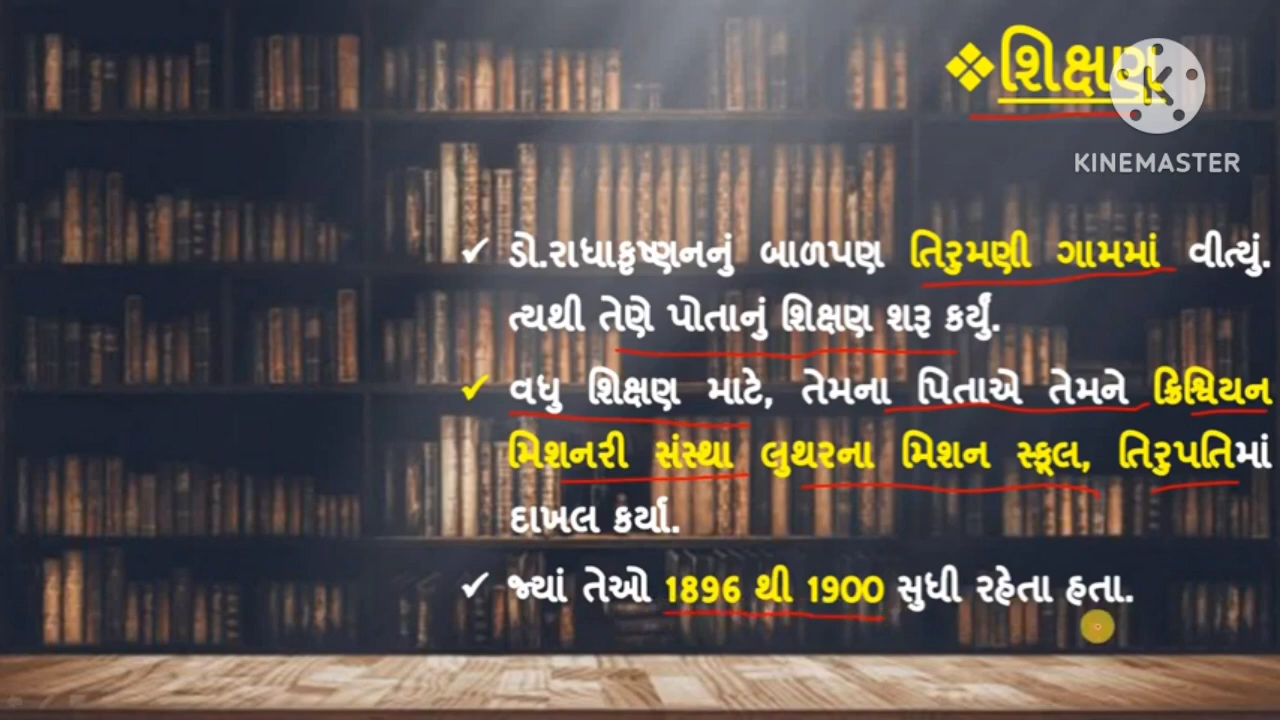 ❖શિક્ષણ
KINEMASTER
✓ ડો.રાધાકૃષ્ણનનું બાળપણ તિરુમણી ગામમાં વીત્યું.
ત્યથી તેણે પોતાનું શિક્ષણ શરૂ કર્યું.
✓ વધુ શિક્ષણ માટે, તેમના પિતાએ તેમને ક્રિશ્ચિયન
મિશનરી સંસ્થા લુથરના મિશન સ્કૂલ, તિરુપતિમાં
દાખલ કર્યા.
✓ જ્યાં તેઓ 1896 થી 1900 સુધી રહેતા હતા.